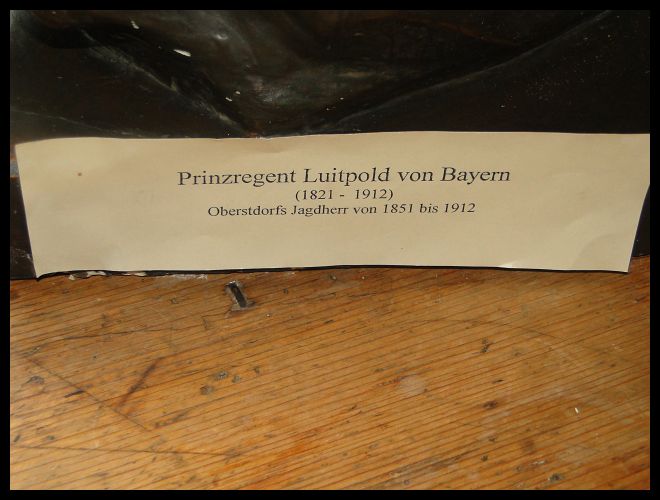 Prinzregent Luitpold von Bayern
(1821 - 1912)
Oberstdorfs Jagdherr von 1851 bis 1912